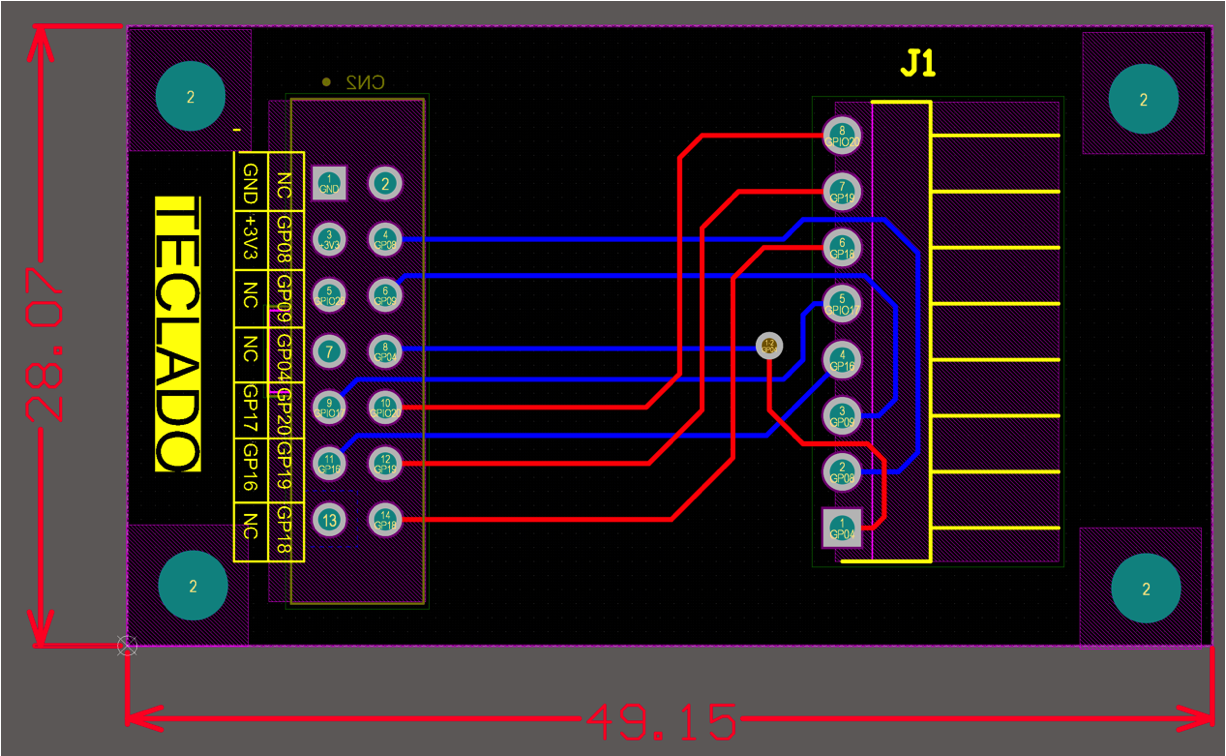 J1
CN2
2
2
2
2
28.07
49.15
TECLADO
GND
NC
+3V3
GP08
NC
GP09
NC
GP04
GP17
GP20
GP16
GP19
NC
GP18
1
GND
2
3
+3V3
4
GP08
5
GPIO26
6
GP09
7
8
GP04
9
GPIO17
10
GPIO20
11
GP16
12
GP19
13
14
GP18
8
GPIO20
7
GP19
6
GP18
5
GPIO17
4
GP16
3
GP09
2
GP08
1
GP04